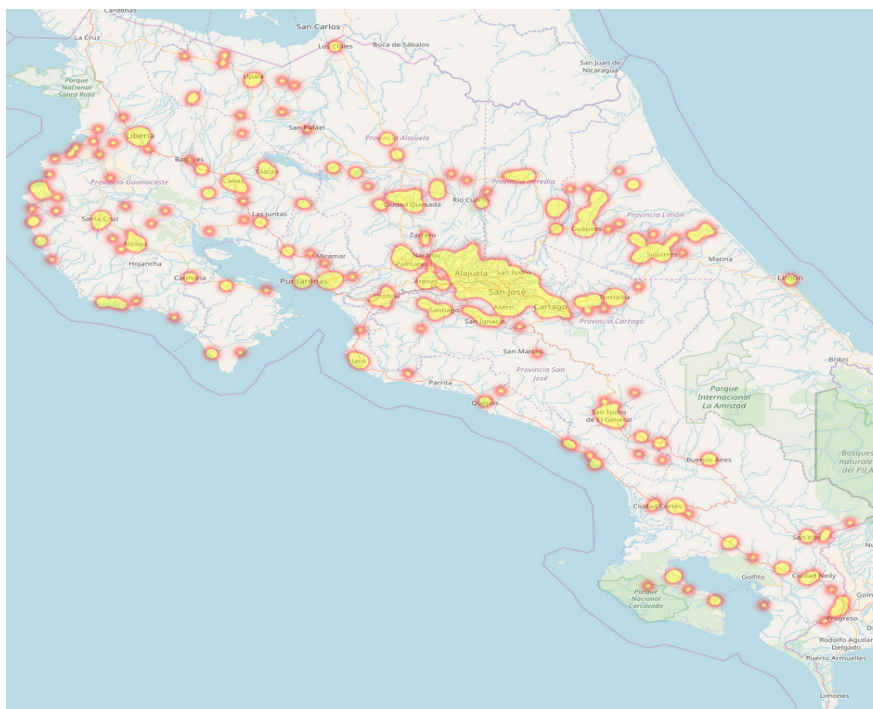 Cárdenas
San Carlos
La Cruz
Los Chiles
Boca de Sábalos
San Juan de
Nicaragua
Parque
Nacional
Santa Rosa
Upala
Liberia
San Rafael
Provincia Alajuela
Bagaces
Tilarán
Cañas
Provincia Guanacaste
Provincia Heredia
Ciudad Quesada
Río Cuarto
Santa Cruz
Las Juntas
Provincia Limón
Guápiles
Nicoya
Zarcero
Hojancha
Miramar
Naranjo
Palmares
Siquirres
Matina
Carmona
Puntarenas
Atenas
Alajuela
San Isidro
Limón
San José
Orotina
Santiago
Aserrí
Cartago
Turrialba
San Ignacio
Provincia Cartago
Jacó
San Marcos
Bribri
Provincia San
José
Parrita
Parque
Internacional
La Amistad
Quepos
San Isidro
de El General
Buenos Aires
Bosques
naturale
del PILA
Ciudad Cortés
San Vito
Golfito
Ciudad Neily
Parque
Nacional
Corcovado
Progreso
Rodolfo Aguilar
Delgado
Puerto Armuelles
Limones